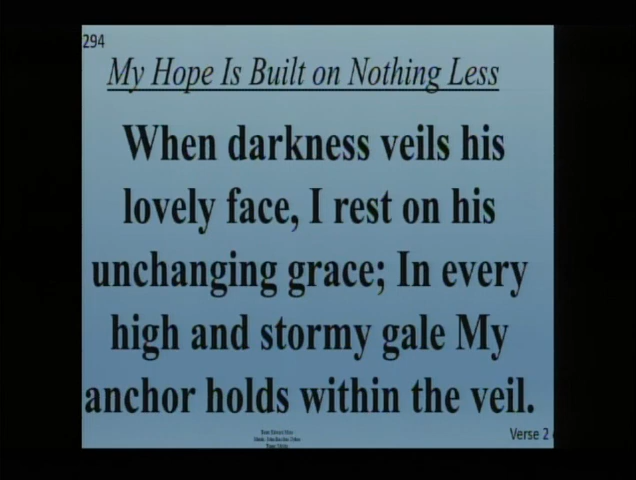 294
My Hope Is Built on Nothing Less
When darkness veils his
lovely face, I rest on his
unchanging grace; In every
high and stormy gale My
anchor holds within the veil.
Verse 2